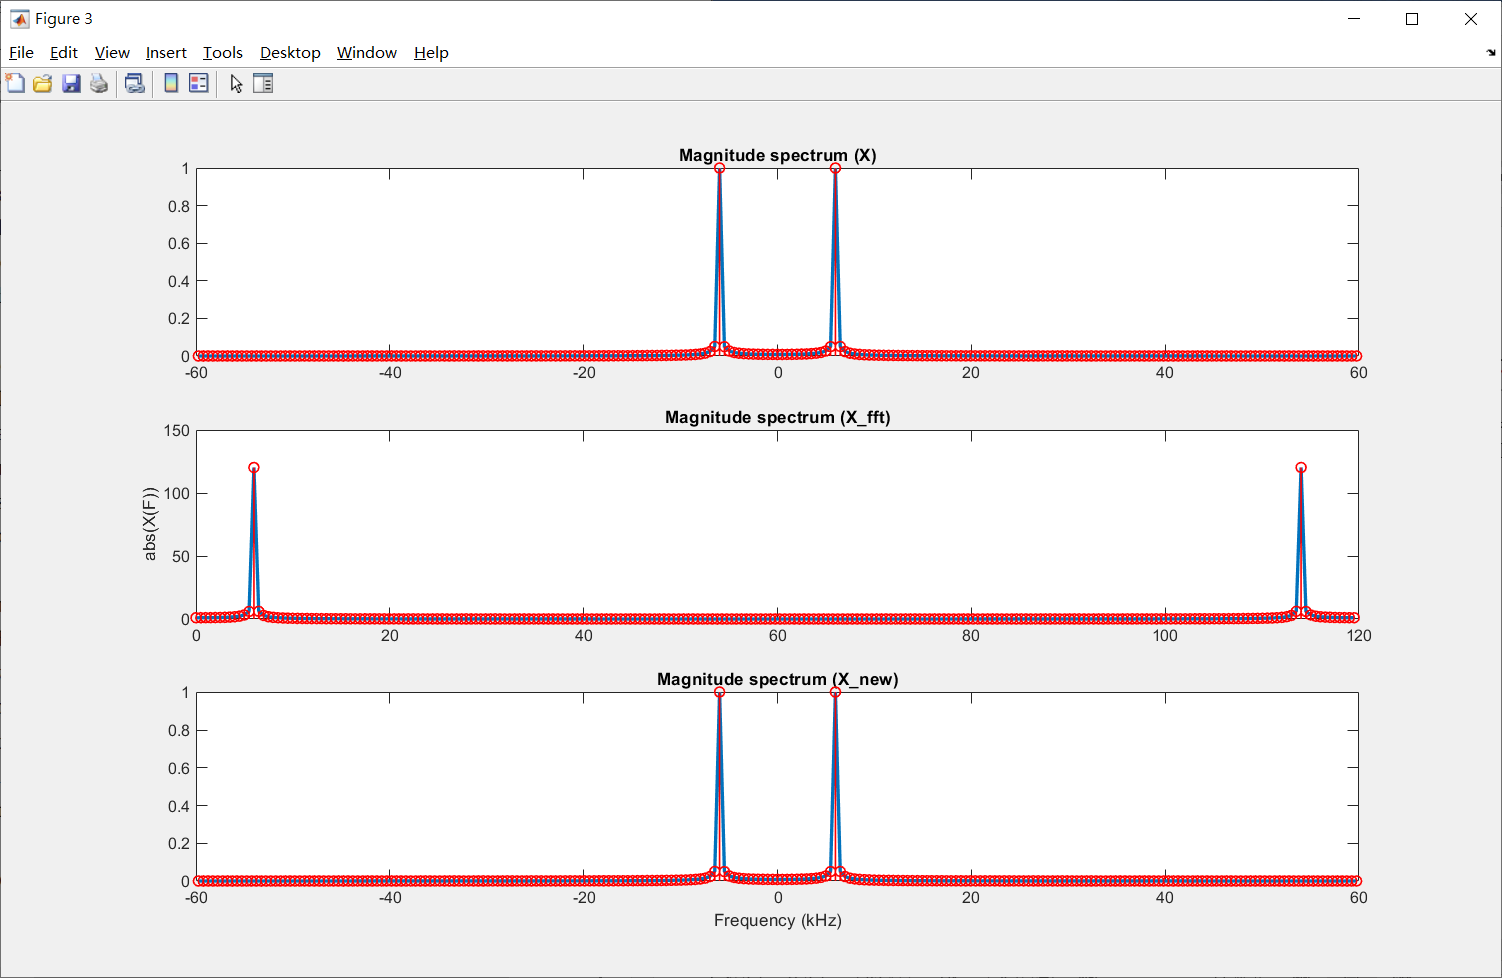 Figure 3
File Edit View Insert Tools Desktop Window Help
Magnitude spectrum (X)
1
0.8
0.6
0.4
0.2
0
-60 -40 -20 0 20 40 60
Magnitude spectrum (X_fft)
150
100
50
0
abs(X(F))
0 20 40 60 80 100 120
Magnitude spectrum (X_new)
1
0.8
0.6
0.4
0.2
0
-60 -40 -20 0 20 40 60
Frequency (kHz)